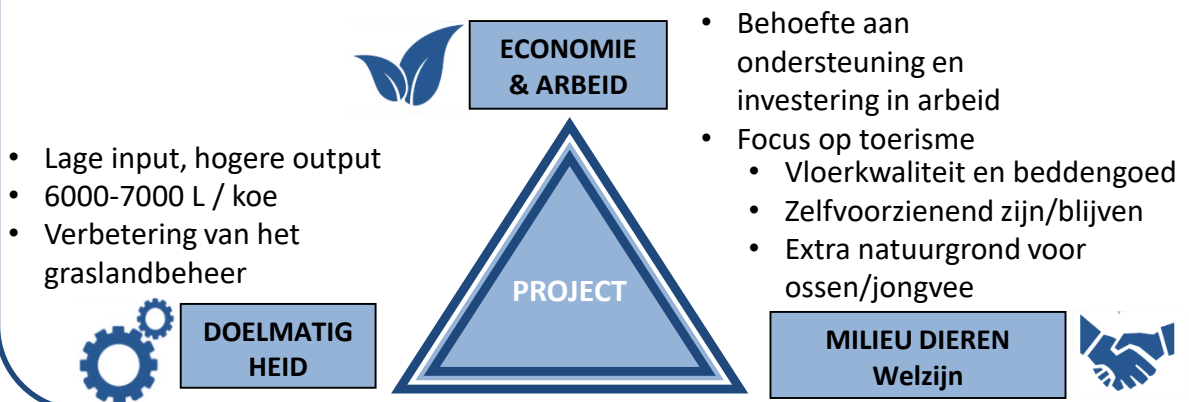 ECONOMIE
& ARBEID
• Behoefte aan
ondersteuning en
investering in arbeid
• Focus op toerisme
• Vloerkwaliteit en beddengoed
• Zelfvoorzienend zijn/blijven
• Extra natuurgrond voor
ossen/jongvee
• Lage input, hogere output
• 6000-7000 L / koe
• Verbetering van het
graslandbeheer
PROJECT
DOELMATIG
HEID
MILIEU DIEREN
Welzijn